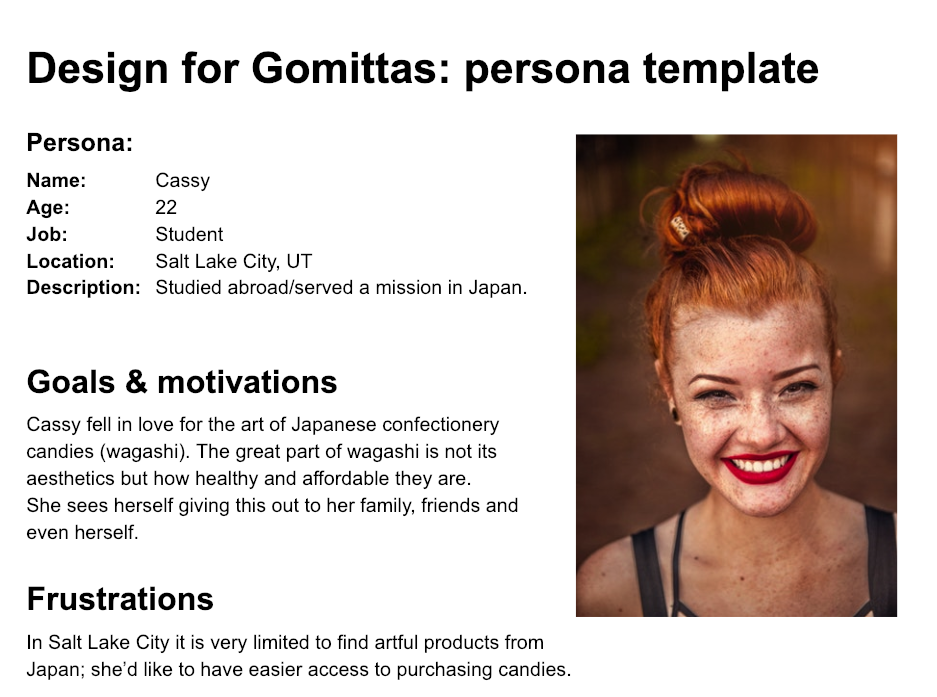 Design for Gomittas: persona template
Persona:
Name: Cassy
Age: 22
Job: Student
Location: Salt Lake City, UT
Description: Studied abroad/served a mission in Japan.
Goals & motivations
Cassy fell in love for the art of Japanese confectionery
candies (wagashi). The great part of wagashi is not its
aesthetics but how healthy and affordable they are.
She sees herself giving this out to her family, friends and
even herself.
Frustrations
In Salt Lake City it is very limited to find artful products from
Japan; she’d like to have easier access to purchasing candies.